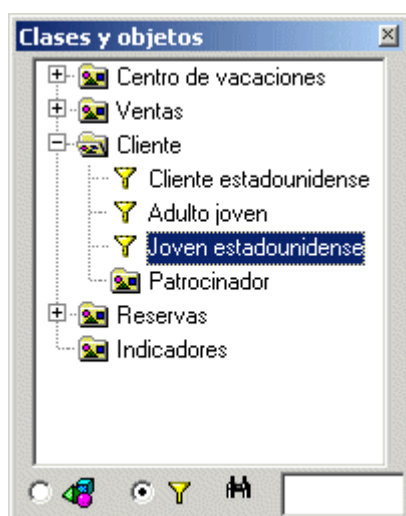 Clases y objetos
Centro de vacaciones
Ventas
Cliente
Cliente estadounidense
Adulto joven
Joven estadounidense
Patrocinador
Reservas
Indicadores